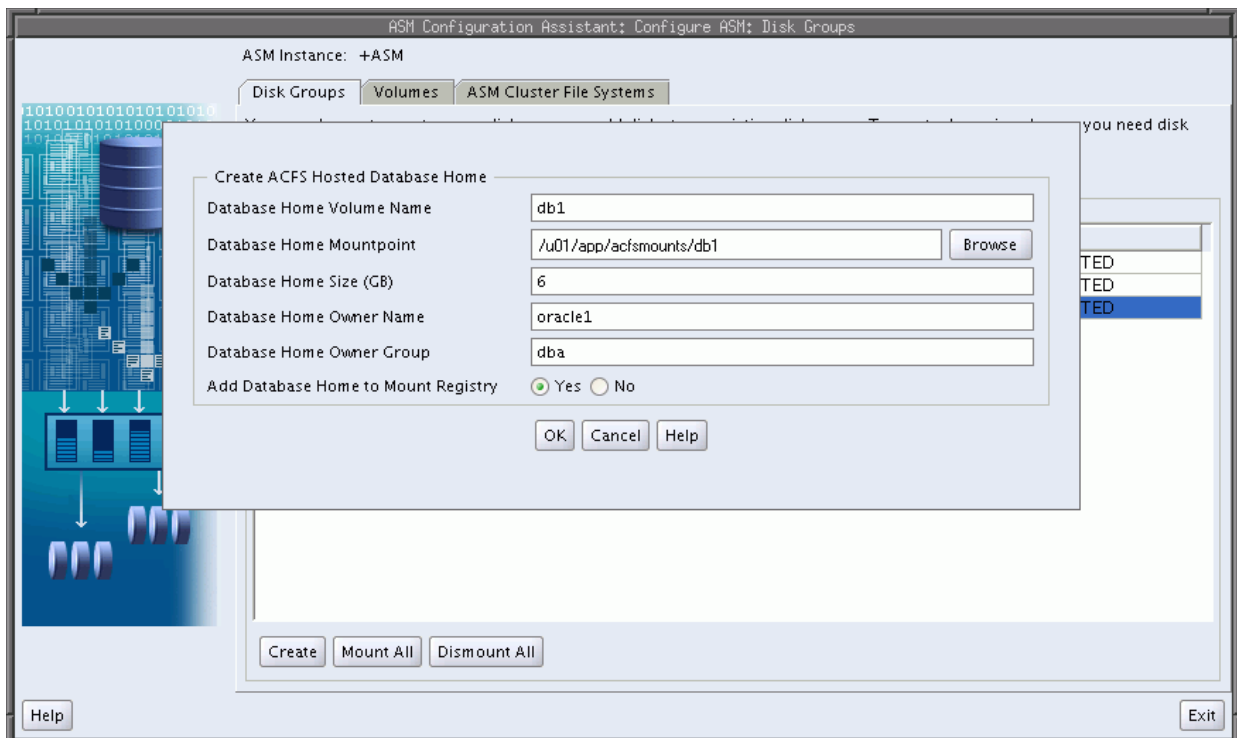 ASM Configuration Assistant: Configure ASM: Disk Groups
ASM Instance: +ASM
Disk Groups Volumes ASM Cluster File Systems
you need disk
Create ACFS Hosted Database Home
Database Home Volume Name db1
Database Home Mountpoint /u01/app/acfsmounts/db1 Browse
Database Home Size (GB) 6
Database Home Owner Name oracle1
Database Home Owner Group dba
Add Database Home to Mount Registry Yes No
OK Cancel Help
TED
TED
TED
Create Mount All Dismount All
Help Exit